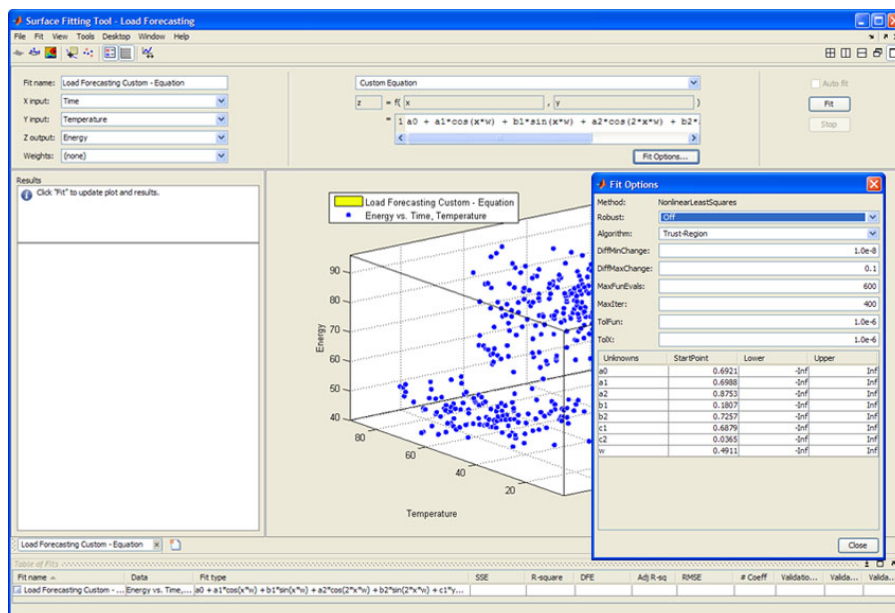 Surface Fitting Tool - Load Forecasting
File Fit View Tools Desktop Window Help
Fit name: Load Forecasting Custom - Equation
X input: Time
Y input: Temperature
Z output: Energy
Weights: (none)
Custom Equation
z = f( x , y )
= 1 a0 + a1*cos(x*w) + b1*sin(x*w) + a2*cos(2*x*w) + b2*
Fit Options...
Auto fit
Fit
Stop
Results
Click "Fit" to update plot and results.
Load Forecasting Custom - Equation
Energy vs. Time, Temperature
90
80
70
60
50
40
Energy
80
60
40
20
Temperature
Fit Options
Method: NonlinearLeastSquares
Robust: Off
Algorithm: Trust-Region
DiffMinChange: 1.0e-8
DiffMaxChange: 0.1
MaxFunEvals: 600
MaxIter: 400
TolFun: 1.0e-6
TolX: 1.0e-6
Unknowns StartPoint Lower Upper
a0 0.6921 -Inf Inf
a1 0.6988 -Inf Inf
a2 0.8753 -Inf Inf
b1 0.1807 -Inf Inf
b2 0.7257 -Inf Inf
c1 0.6879 -Inf Inf
c2 0.0365 -Inf Inf
w 0.4911 -Inf Inf
Close
Load Forecasting Custom - Equation
Table of Fits
Fit name Data Fit type SSE R-square DFE Adj R-sq RMSE # Coeff Validatio... Valida... Valida...
Load Forecasting Custom - ... Energy vs. Time,... a0 + a1*cos(x*w) + b1*sin(x*w) + a2*cos(2*x*w) + b2*sin(2*x*w) + c1*y...